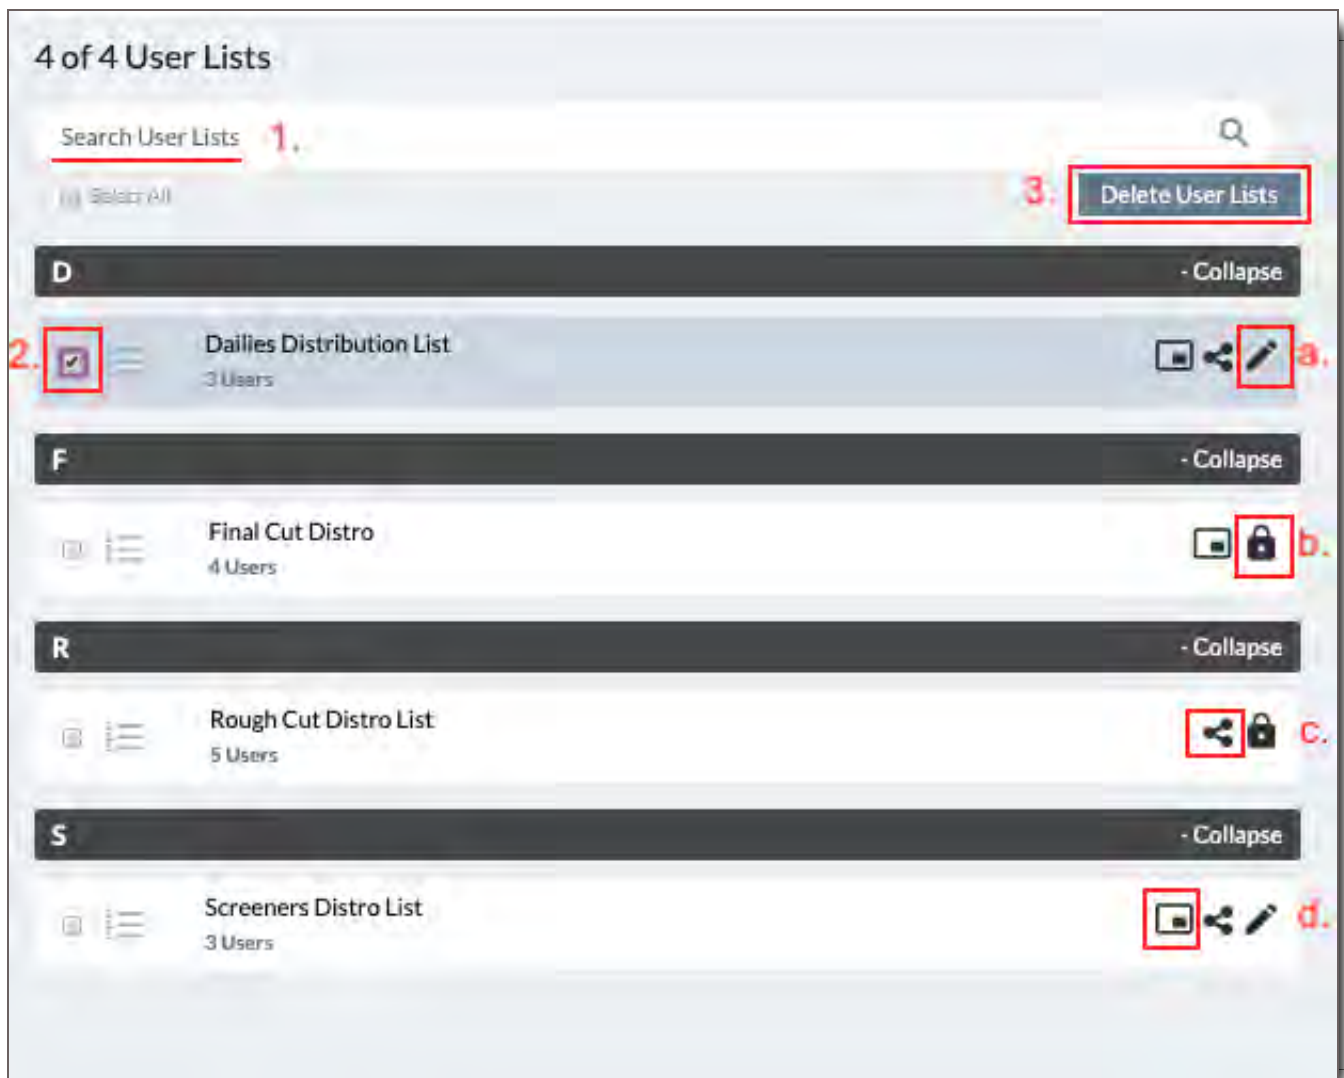 4 of 4 User Lists
Search User Lists 1.
Select All
3. Delete User Lists
D - Collapse
2. Dailies Distribution List a.
3 Users
F - Collapse
Final Cut Distro b.
4 Users
R - Collapse
Rough Cut Distro List c.
5 Users
S - Collapse
Screeners Distro List d.
3 Users